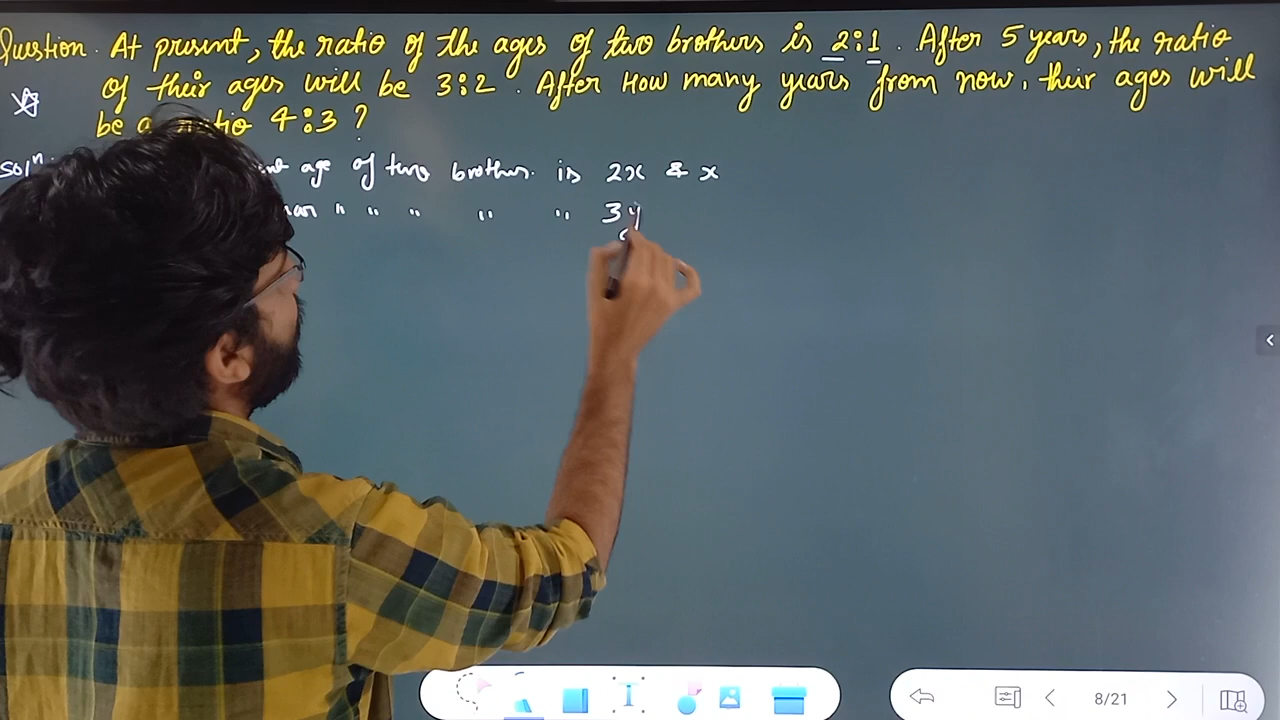 Question. At present, the ratio of the ages of two brothers is 2:1. After 5 years, the ratio
of their ages will be 3:2. After How many years from now, their ages will
be ratio 4:3?
Solⁿ: age of two brothers. is 2x & x
" " " " " 3y
8/21